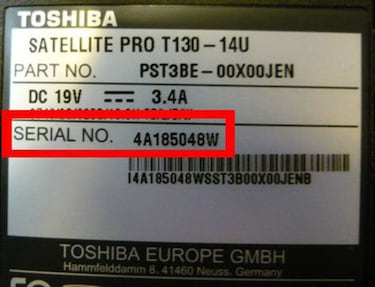 TOSHIBA
SATELLITE PRO T130-14U
PART NO. PST3BE-00X00JEN
DC 19V 3.4A
SERIAL NO. 4A185048W
I4A185048WSST3B00X00JENB
TOSHIBA EUROPE GMBH
Hammfelddamm 8. 41460 Neuss. Germany